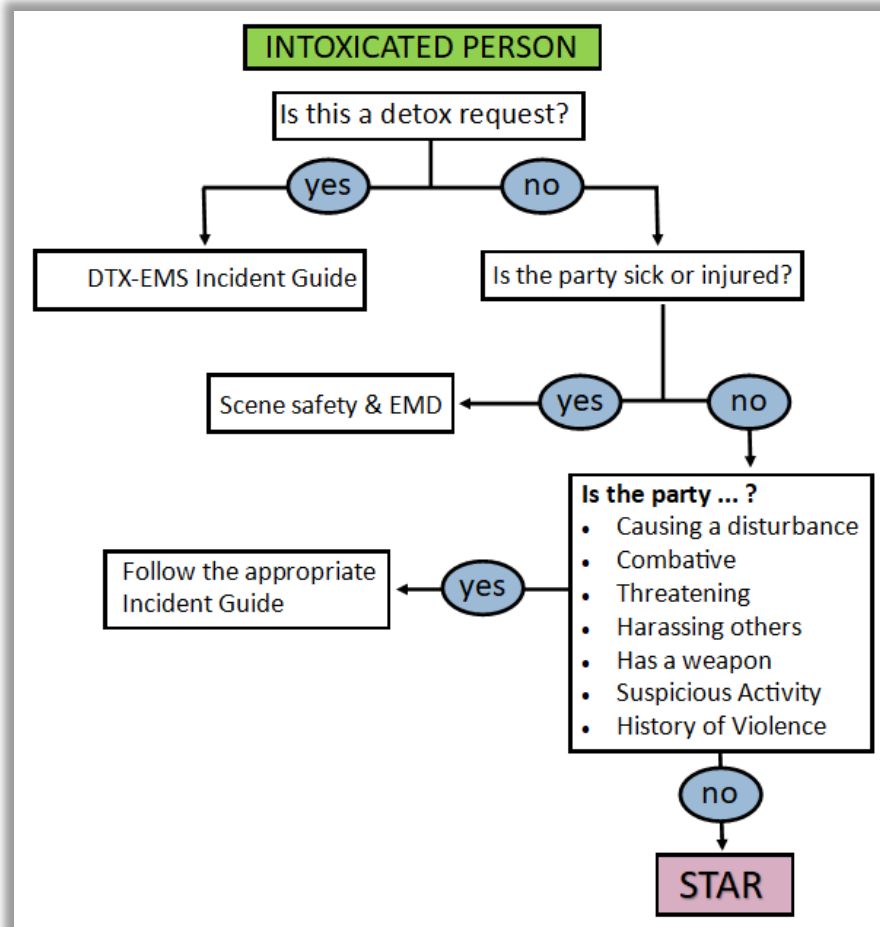 INTOXICATED PERSON
Is this a detox request?
yes
no
DTX-EMS Incident Guide
Is the party sick or injured?
Scene safety & EMD
yes
no
Is the party ... ?
• Causing a disturbance
• Combative
• Threatening
• Harassing others
• Has a weapon
• Suspicious Activity
• History of Violence
Follow the appropriate
Incident Guide
yes
no
STAR